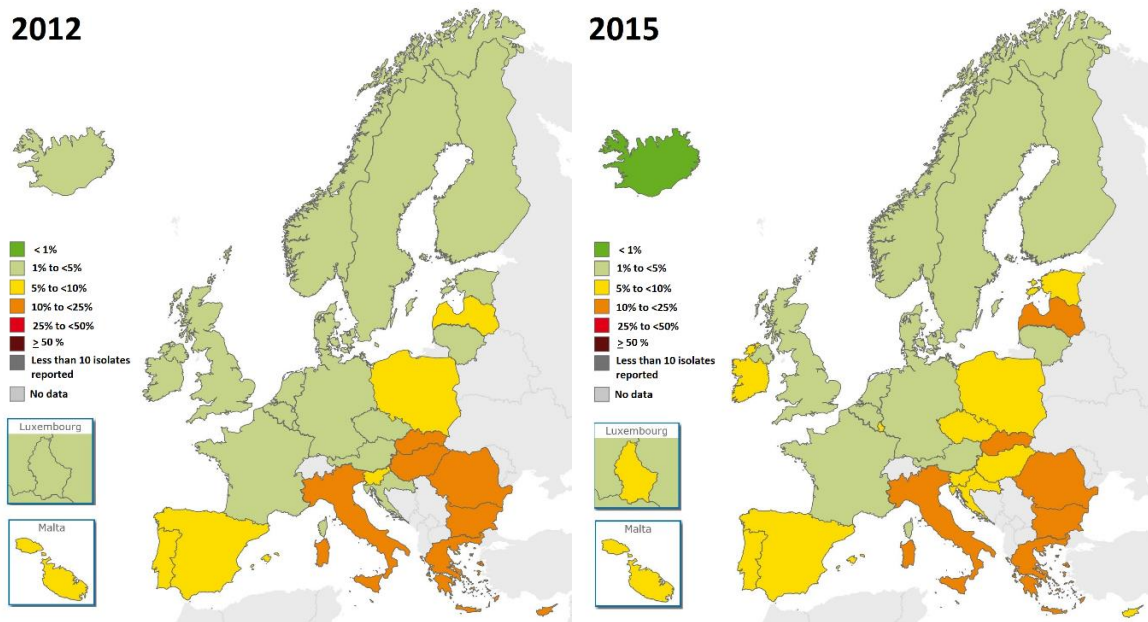 2012
< 1%
1% to <5%
5% to <10%
10% to <25%
25% to <50%
≥ 50 %
Less than 10 isolates
reported
No data
Luxembourg
Malta
2015
< 1%
1% to <5%
5% to <10%
10% to <25%
25% to <50%
≥ 50 %
Less than 10 isolates
reported
No data
Luxembourg
Malta